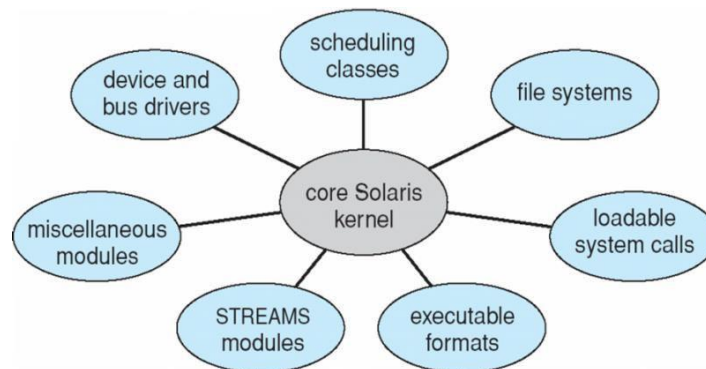 scheduling
classes
device and
bus drivers
file systems
core Solaris
kernel
miscellaneous
modules
loadable
system calls
STREAMS
modules
executable
formats